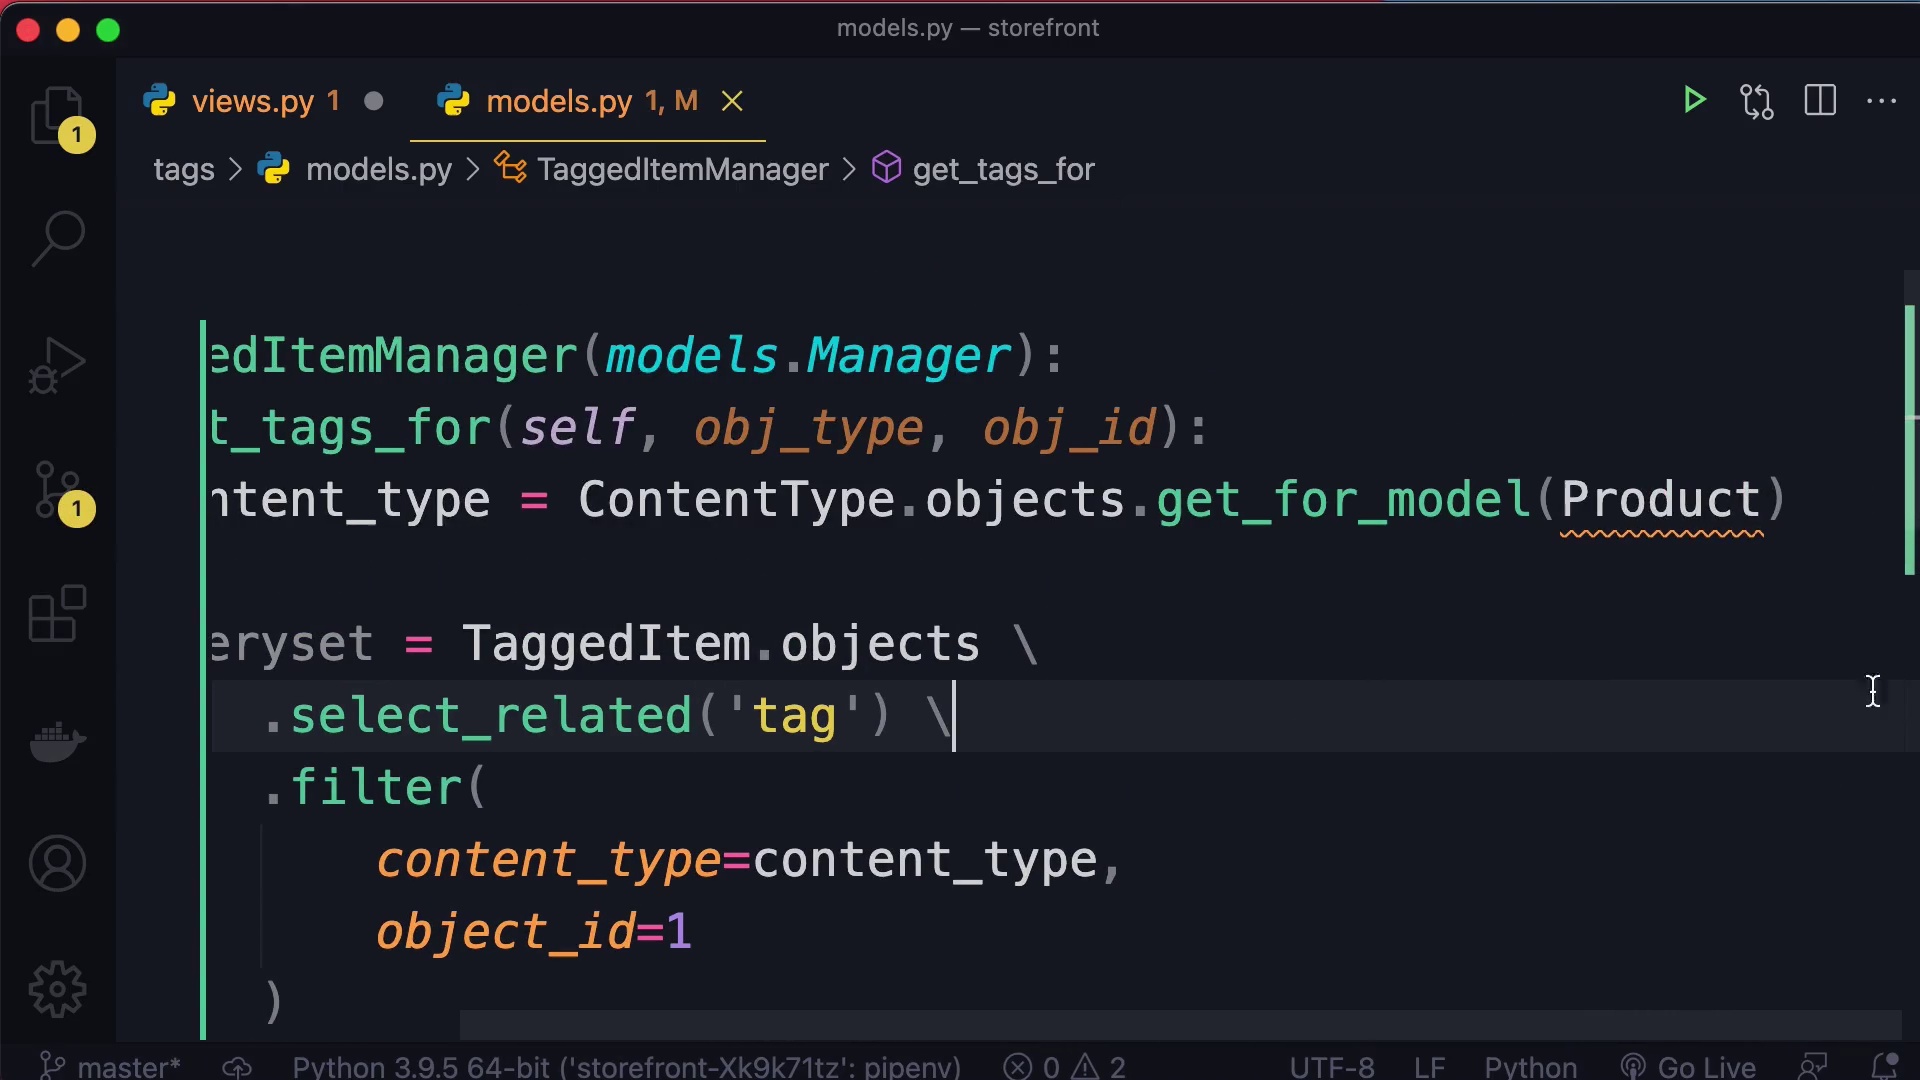 models.py — storefront
views.py 1
models.py 1, M
tags > models.py > TaggedItemManager > get_tags_for
1
edItemManager(models.Manager):
t_tags_for(self, obj_type, obj_id):
ntent_type = ContentType.objects.get_for_model(Product)
1
eryset = TaggedItem.objects \
.select_related('tag') \
.filter(
content_type=content_type,
object_id=1
)
master* Python 3.9.5 64-bit ('storefront-Xk9k71tz': pipenv) 0 2 UTF-8 LF Python Go Live